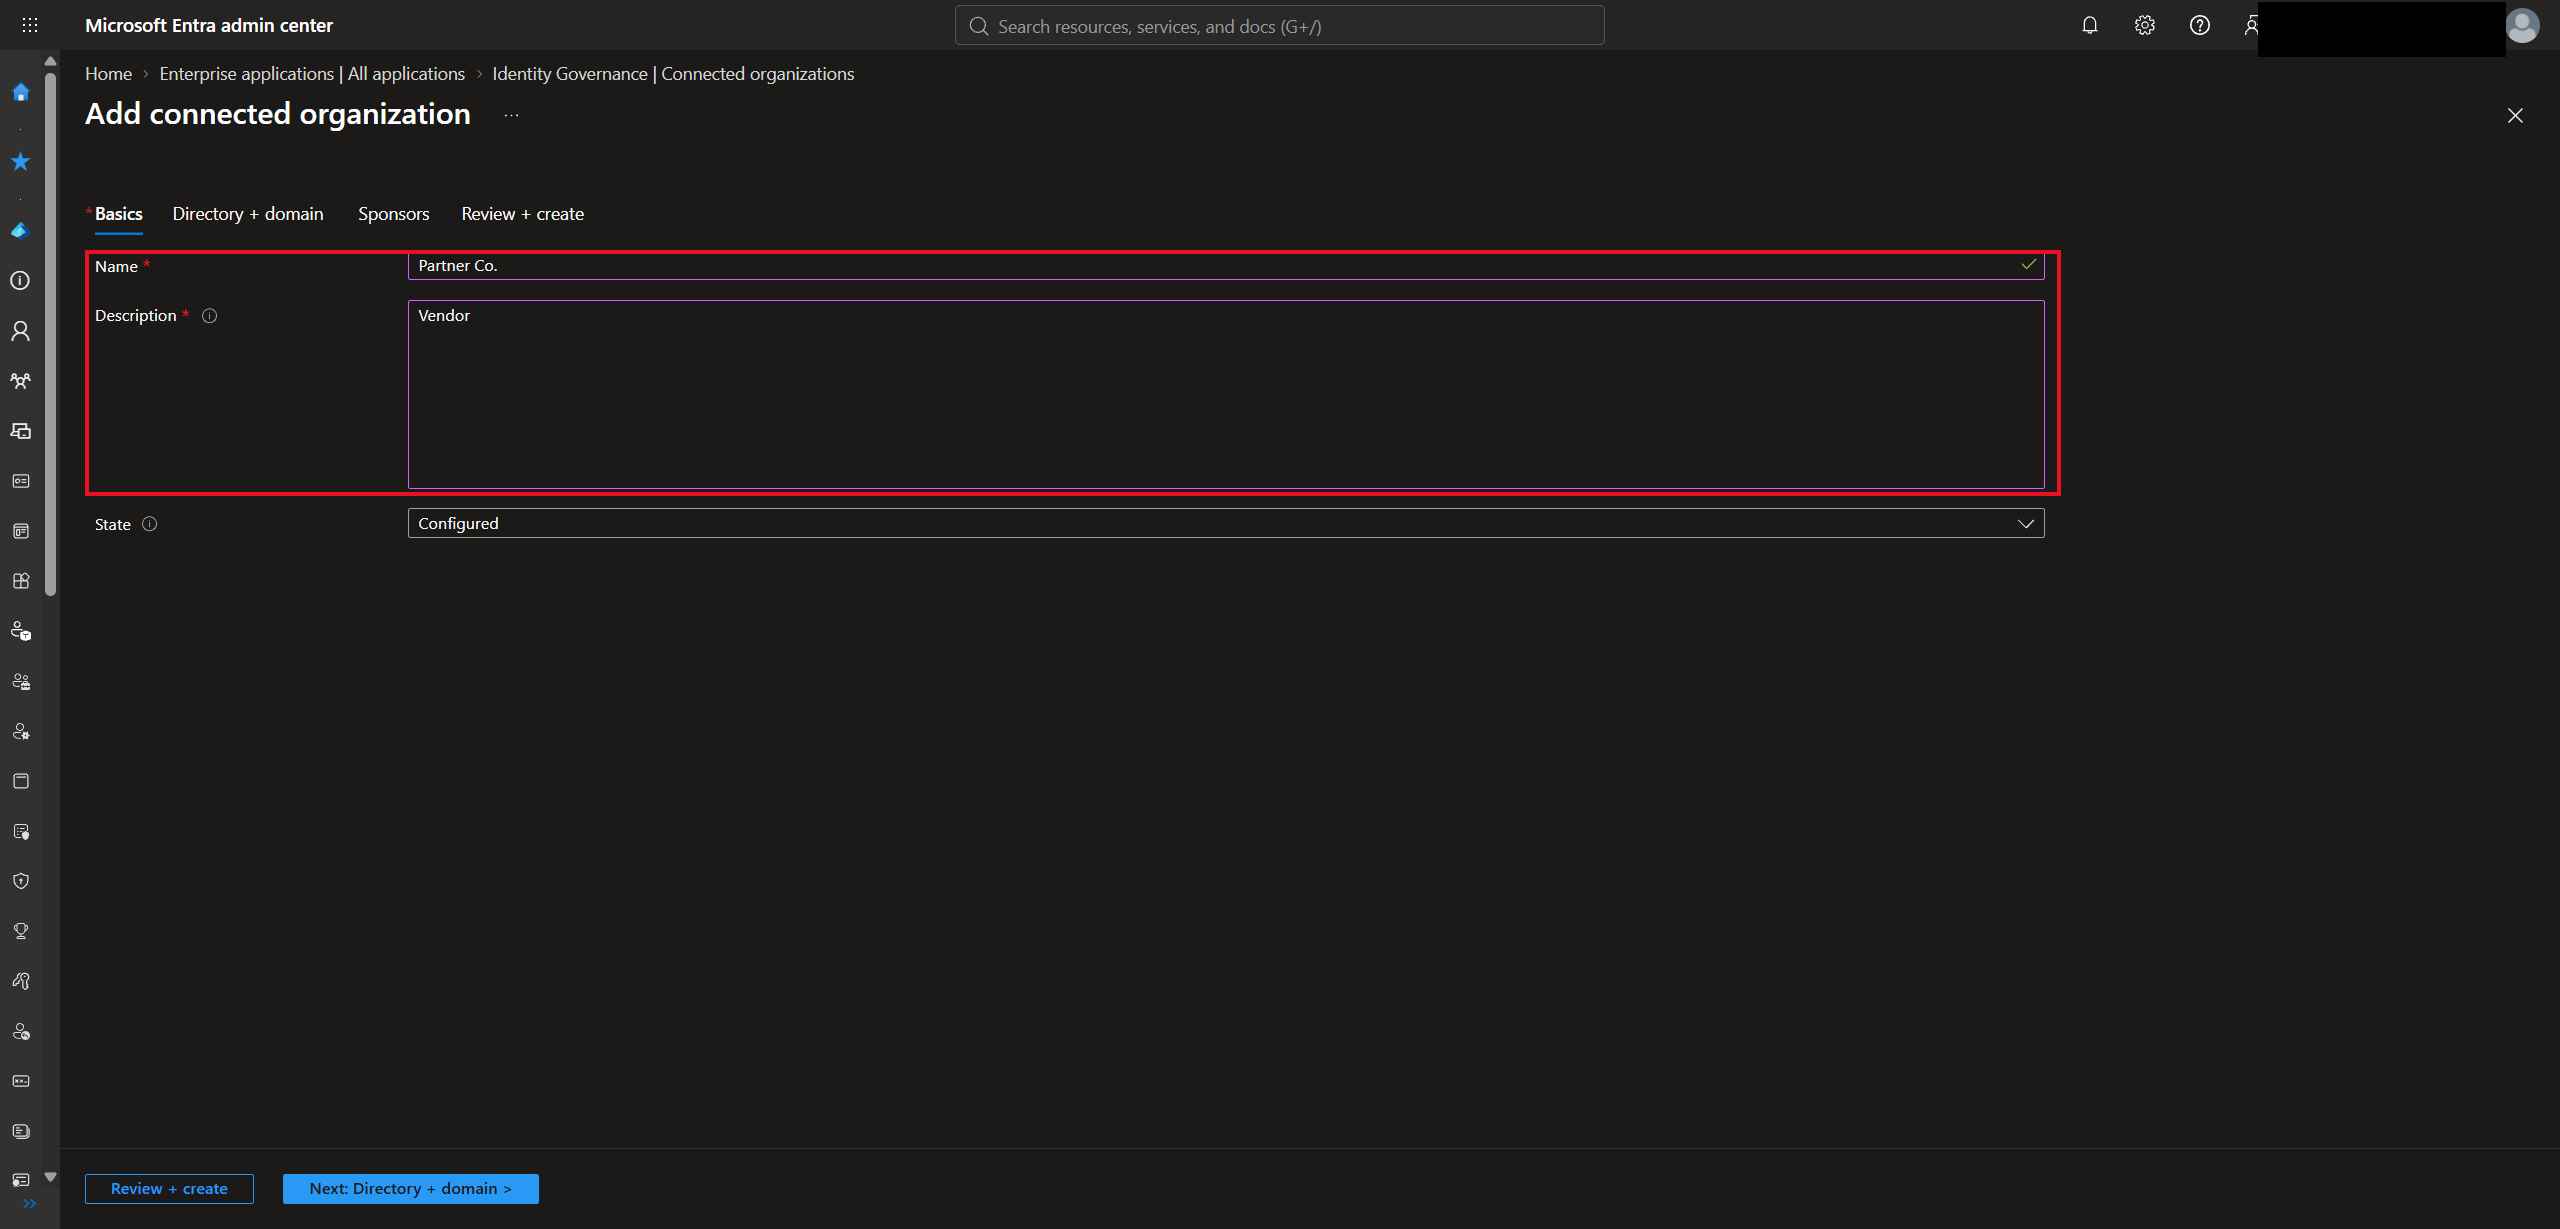 Microsoft Entra admin center
Search resources, services, and docs (G+/)
Home > Enterprise applications | All applications > Identity Governance | Connected organizations
Add connected organization ...
* Basics Directory + domain Sponsors Review + create
Name * Partner Co.
Description * Vendor
State Configured
Review + create Next: Directory + domain >